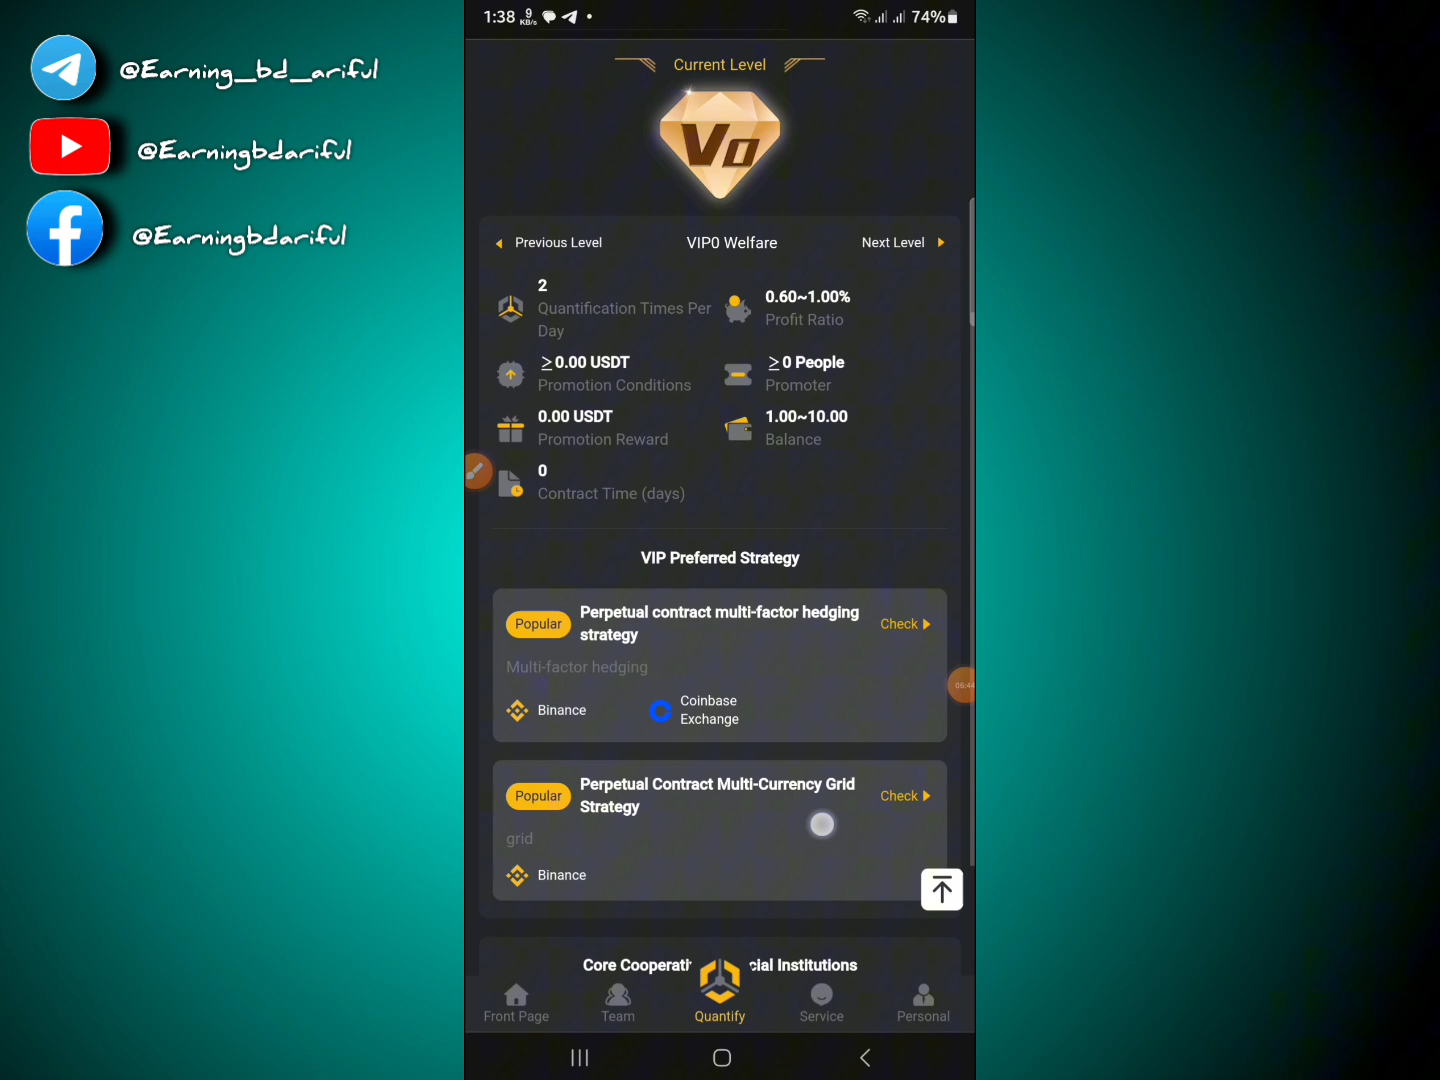 @Earning_bd_ariful
@Earningbdariful
@Earningbdariful
1:38 9 KB/s 74%
Current Level
V0
Previous Level VIP0 Welfare Next Level
2
Quantification Times Per
Day
0.60~1.00%
Profit Ratio
≥0.00 USDT
Promotion Conditions
≥0 People
Promoter
0.00 USDT
Promotion Reward
1.00~10.00
Balance
0
Contract Time (days)
VIP Preferred Strategy
Popular
Perpetual contract multi-factor hedging
strategy
Check
Multi-factor hedging
Binance
Coinbase
Exchange
06:44
Popular
Perpetual Contract Multi-Currency Grid
Strategy
Check
grid
Binance
Core Institutions
Front Page Team Quantify Service Personal